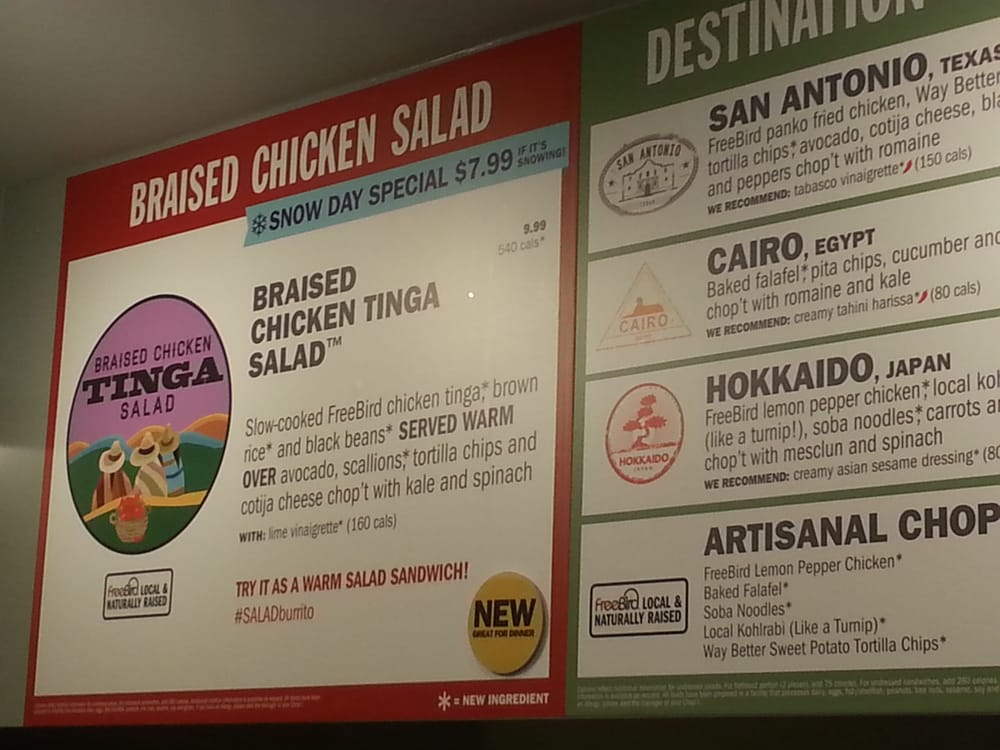 BRAISED CHICKEN SALAD
❄ SNOW DAY SPECIAL $7.99 IF IT'S SNOWING!
9.99
540 cals*
BRAISED
CHICKEN TINGA
SALAD™
BRAISED CHICKEN
TINGA
SALAD
Slow-cooked FreeBird chicken tinga,* brown
rice* and black beans* SERVED WARM
OVER avocado, scallions,* tortilla chips and
cotija cheese chop't with kale and spinach
WITH: lime vinaigrette* (160 cals)
FreeBird LOCAL &
NATURALLY RAISED
TRY IT AS A WARM SALAD SANDWICH!
#SALADburrito
NEW
GREAT FOR DINNER
* = NEW INGREDIENT
DESTINATION
SAN ANTONIO
SAN ANTONIO, TEXAS
FreeBird panko fried chicken, Way Better
tortilla chips,* avocado, cotija cheese,
and peppers chop't with romaine
WE RECOMMEND: tabasco vinaigrette* (150 cals)
CAIRO
CAIRO, EGYPT
Baked falafel,* pita chips, cucumber and
chop't with romaine and kale
WE RECOMMEND: creamy tahini harissa* (80 cals)
HOKKAIDO
JAPAN
HOKKAIDO, JAPAN
FreeBird lemon pepper chicken,* local
(like a turnip!), soba noodles,* carrots
chop't with mesclun and spinach
WE RECOMMEND: creamy asian sesame dressing*
ARTISANAL CHOP
FreeBird LOCAL &
NATURALLY RAISED
FreeBird Lemon Pepper Chicken*
Baked Falafel*
Soba Noodles*
Local Kohlrabi (Like a Turnip)*
Way Better Sweet Potato Tortilla Chips*